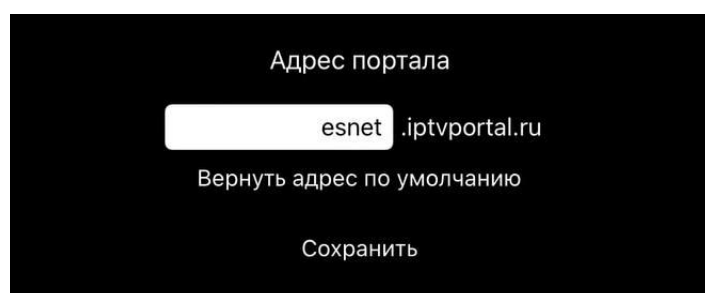 Адрес портала
esnet .iptvportal.ru
Вернуть адрес по умолчанию
Сохранить